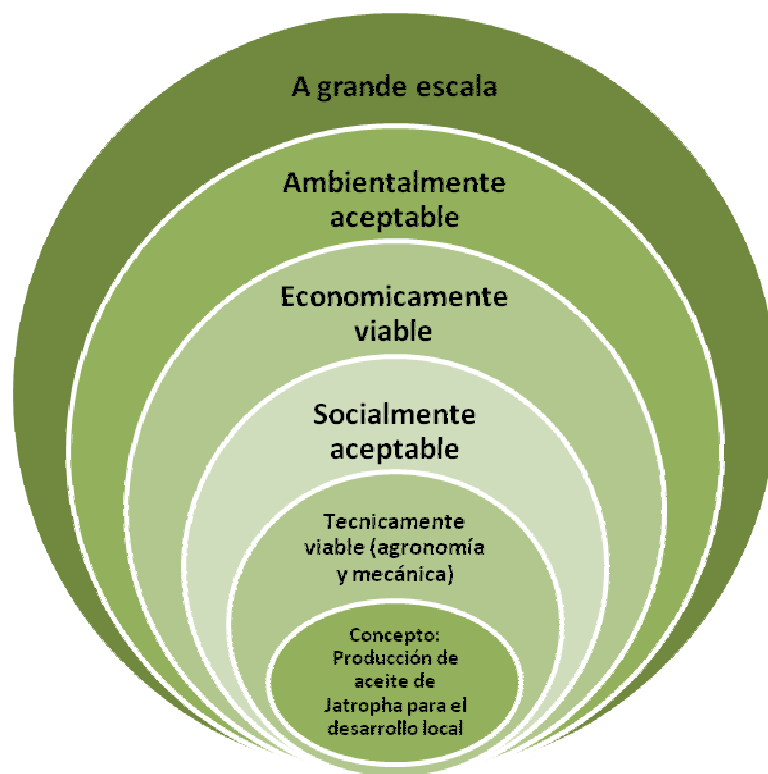 A grande escala
Ambientalmente
aceptable
Economicamente
viable
Socialmente
aceptable
Tecnicamente
viable (agronomía
y mecánica)
Concepto:
Producción de
aceite de
Jatropha para el
desarrollo local